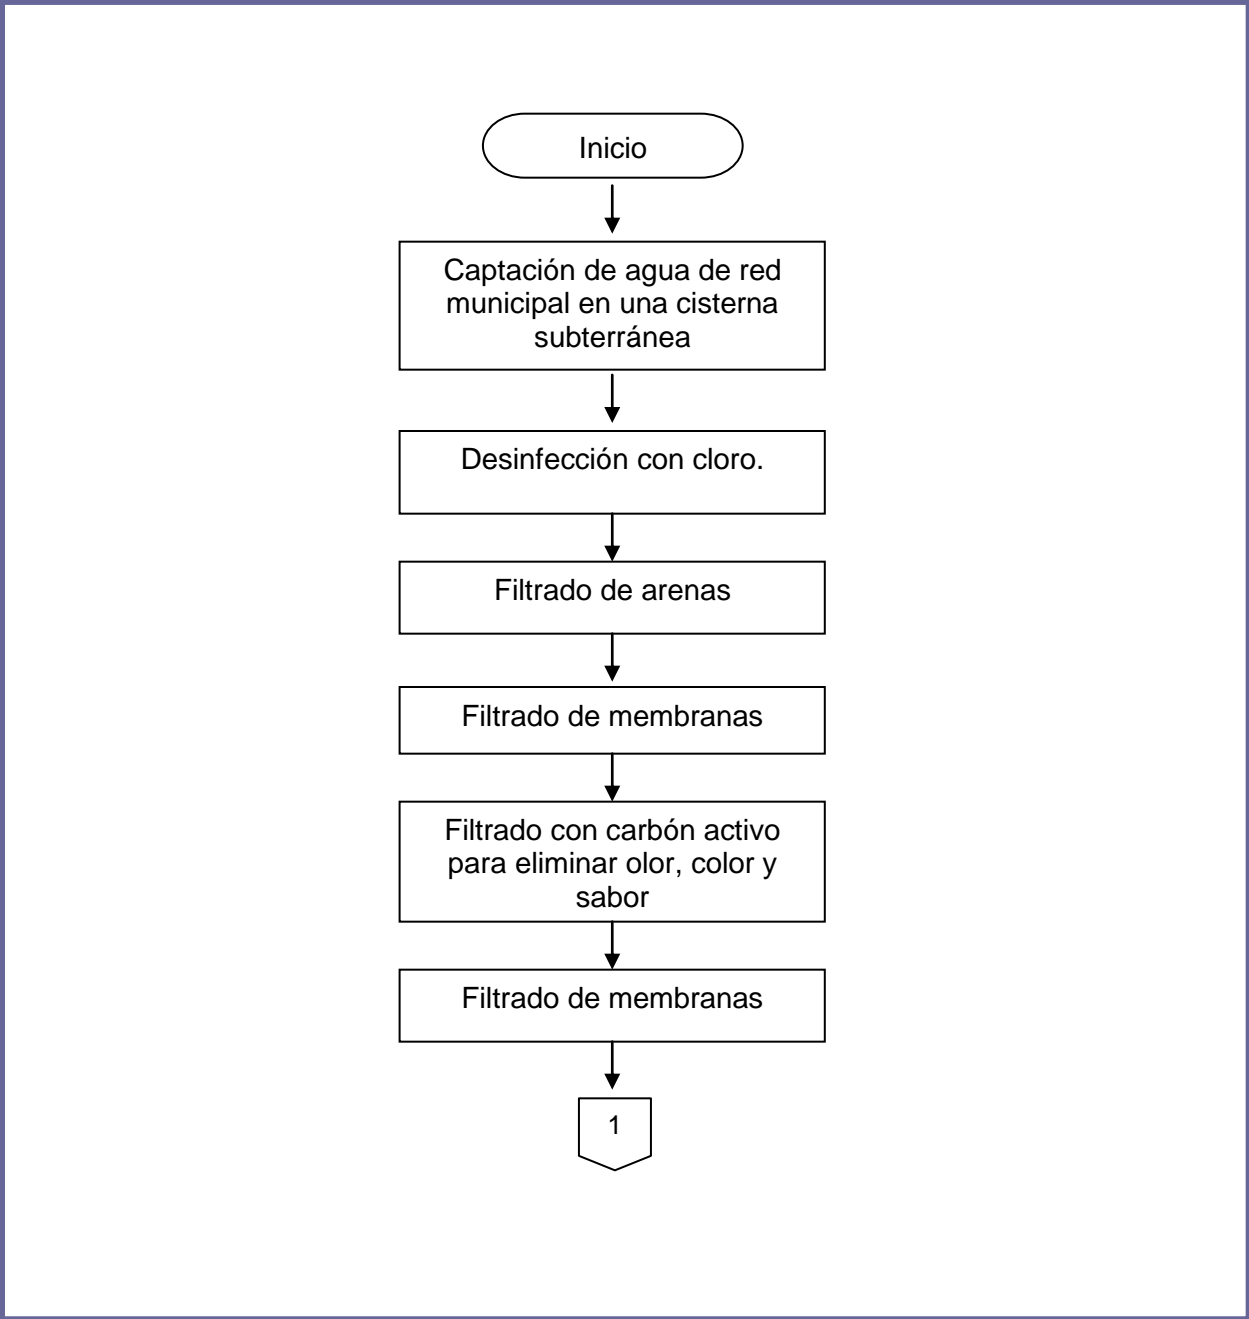 Inicio
Captación de agua de red
municipal en una cisterna
subterránea
Desinfección con cloro.
Filtrado de arenas
Filtrado de membranas
Filtrado con carbón activo
para eliminar olor, color y
sabor
Filtrado de membranas
1